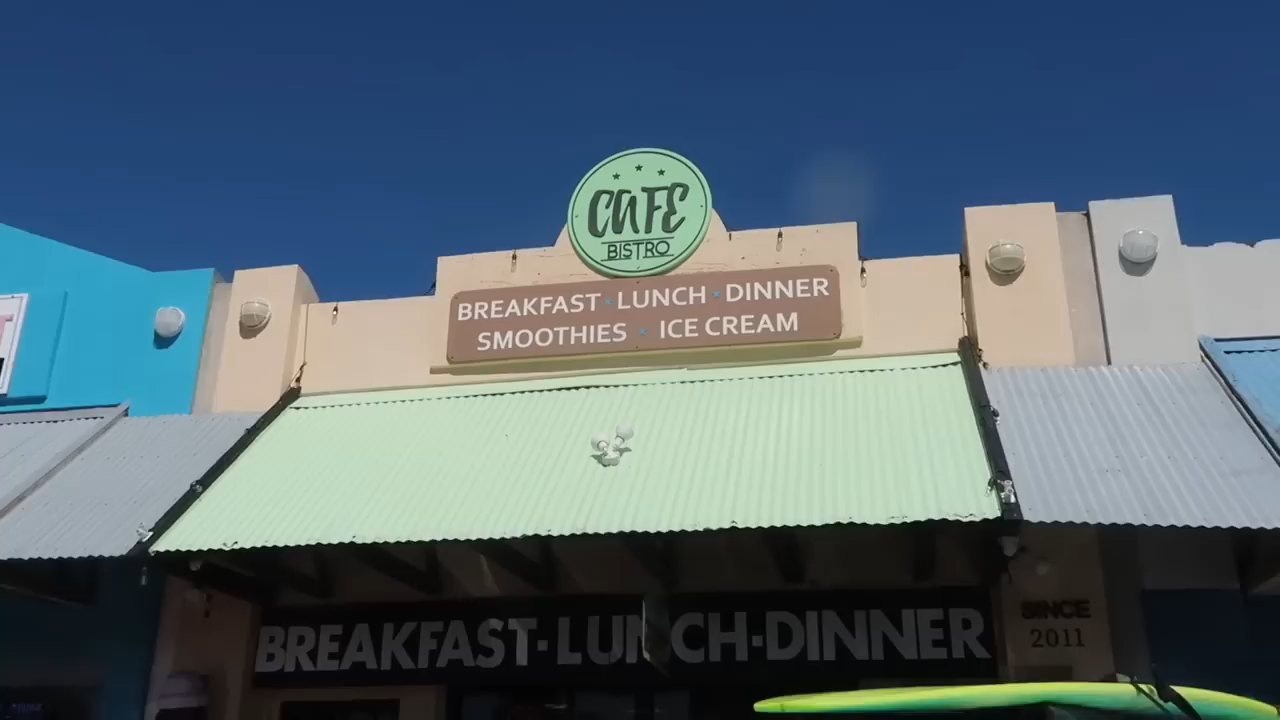 CAFE
BISTRO
BREAKFAST · LUNCH · DINNER
SMOOTHIES · ICE CREAM
BREAKFAST·LUNCH·DINNER
SINCE
2011